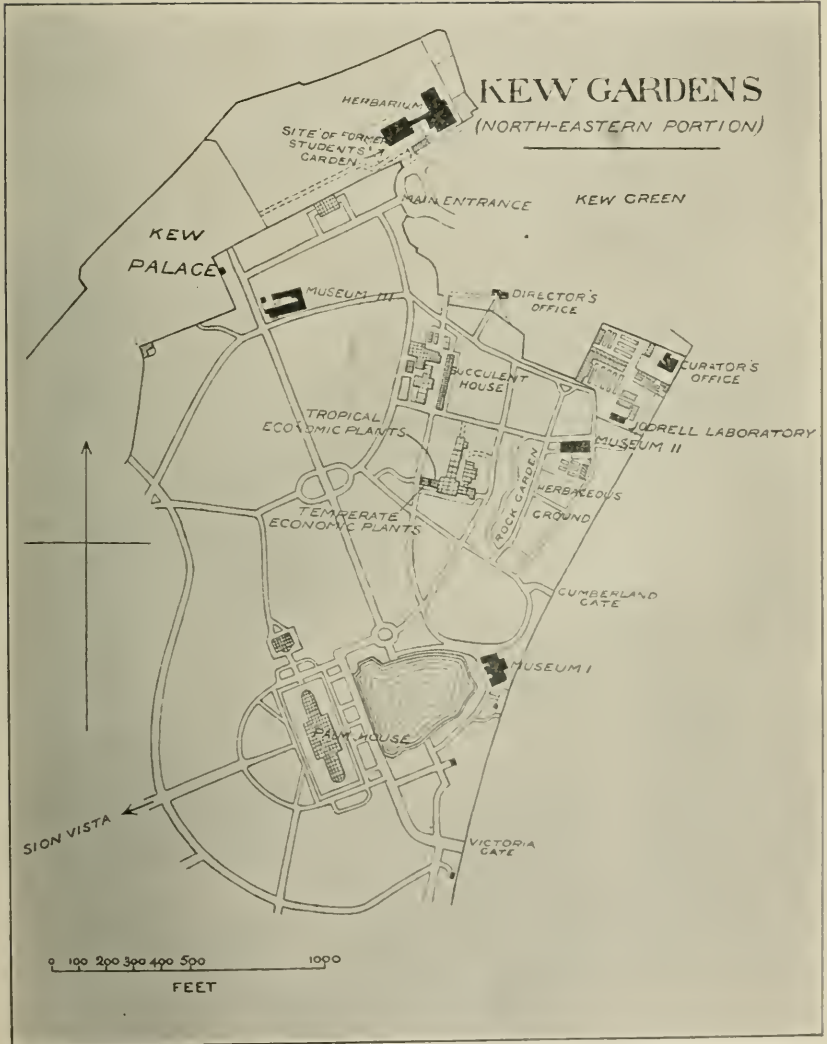 KEW GARDENS
(NORTH-EASTERN PORTION)
HERBARIUM
SITE OF FORMER
STUDENTS'
GARDEN
MAIN ENTRANCE
KEW GREEN
KEW
PALACE
MUSEUM III
DIRECTOR'S
OFFICE
SUCCULENT
HOUSE
CURATOR'S
OFFICE
TROPICAL
ECONOMIC PLANTS
JODRELL LABORATORY
MUSEUM II
ROCK GARDEN
HERBACEOUS
GROUND
TEMPERATE
ECONOMIC PLANTS
CUMBERLAND
GATE
MUSEUM I
PALM HOUSE
SION VISTA
VICTORIA
GATE
0 100 200 300 400 500 1000
FEET